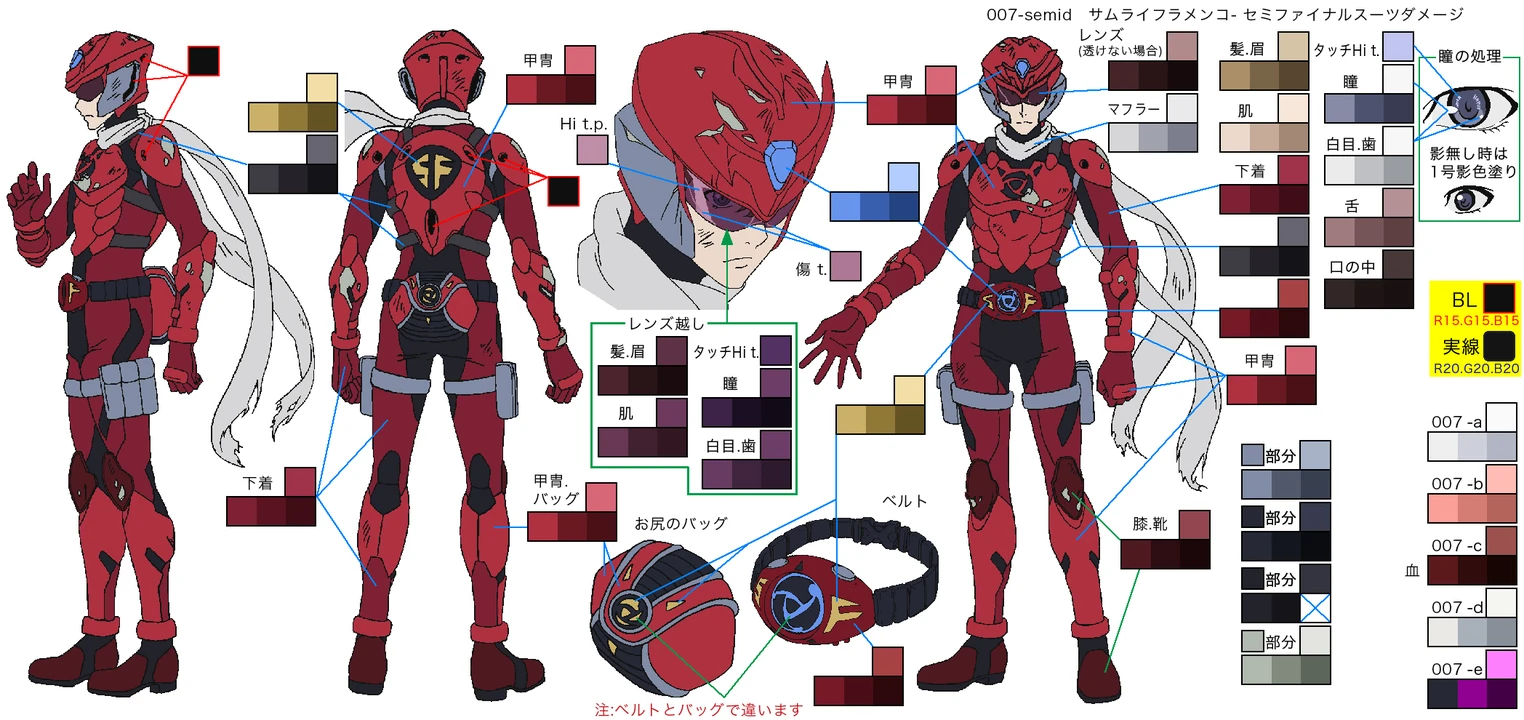 007-semid サムライフラメンコ- セミファイナルスーツダメージ
甲冑
Hi t.p.
傷 t.
甲冑
レンズ
(透けない場合)
マフラー
髪.眉
肌
下着
タッチHi t.
瞳
白目.歯
舌
口の中
瞳の処理
影無し時は
1号影色塗り
BL
R15.G15.B15
実線
R20.G20.B20
レンズ越し
髪.眉
タッチHi t.
瞳
肌
白目.歯
甲冑
下着
甲冑.
バッグ
お尻のバッグ
ベルト
膝.靴
部分
部分
部分
部分
血
007 -a
007 -b
007 -c
007 -d
007 -e
注:ベルトとバッグで違います